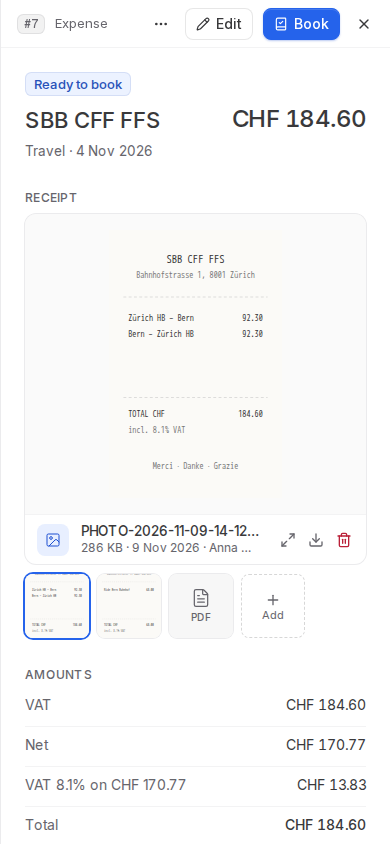 #7 Expense ... Edit Book
Ready to book
SBB CFF FFS CHF 184.60
Travel · 4 Nov 2026
RECEIPT
SBB CFF FFS
Bahnhofstrasse 1, 8001 Zürich
Zürich HB – Bern 92.30
Bern – Zürich HB 92.30
TOTAL CHF 184.60
incl. 8.1% VAT
Merci · Danke · Grazie
PHOTO-2026-11-09-14-12...
286 KB · 9 Nov 2026 · Anna ...
PDF
Add
AMOUNTS
VAT CHF 184.60
Net CHF 170.77
VAT 8.1% on CHF 170.77 CHF 13.83
Total CHF 184.60